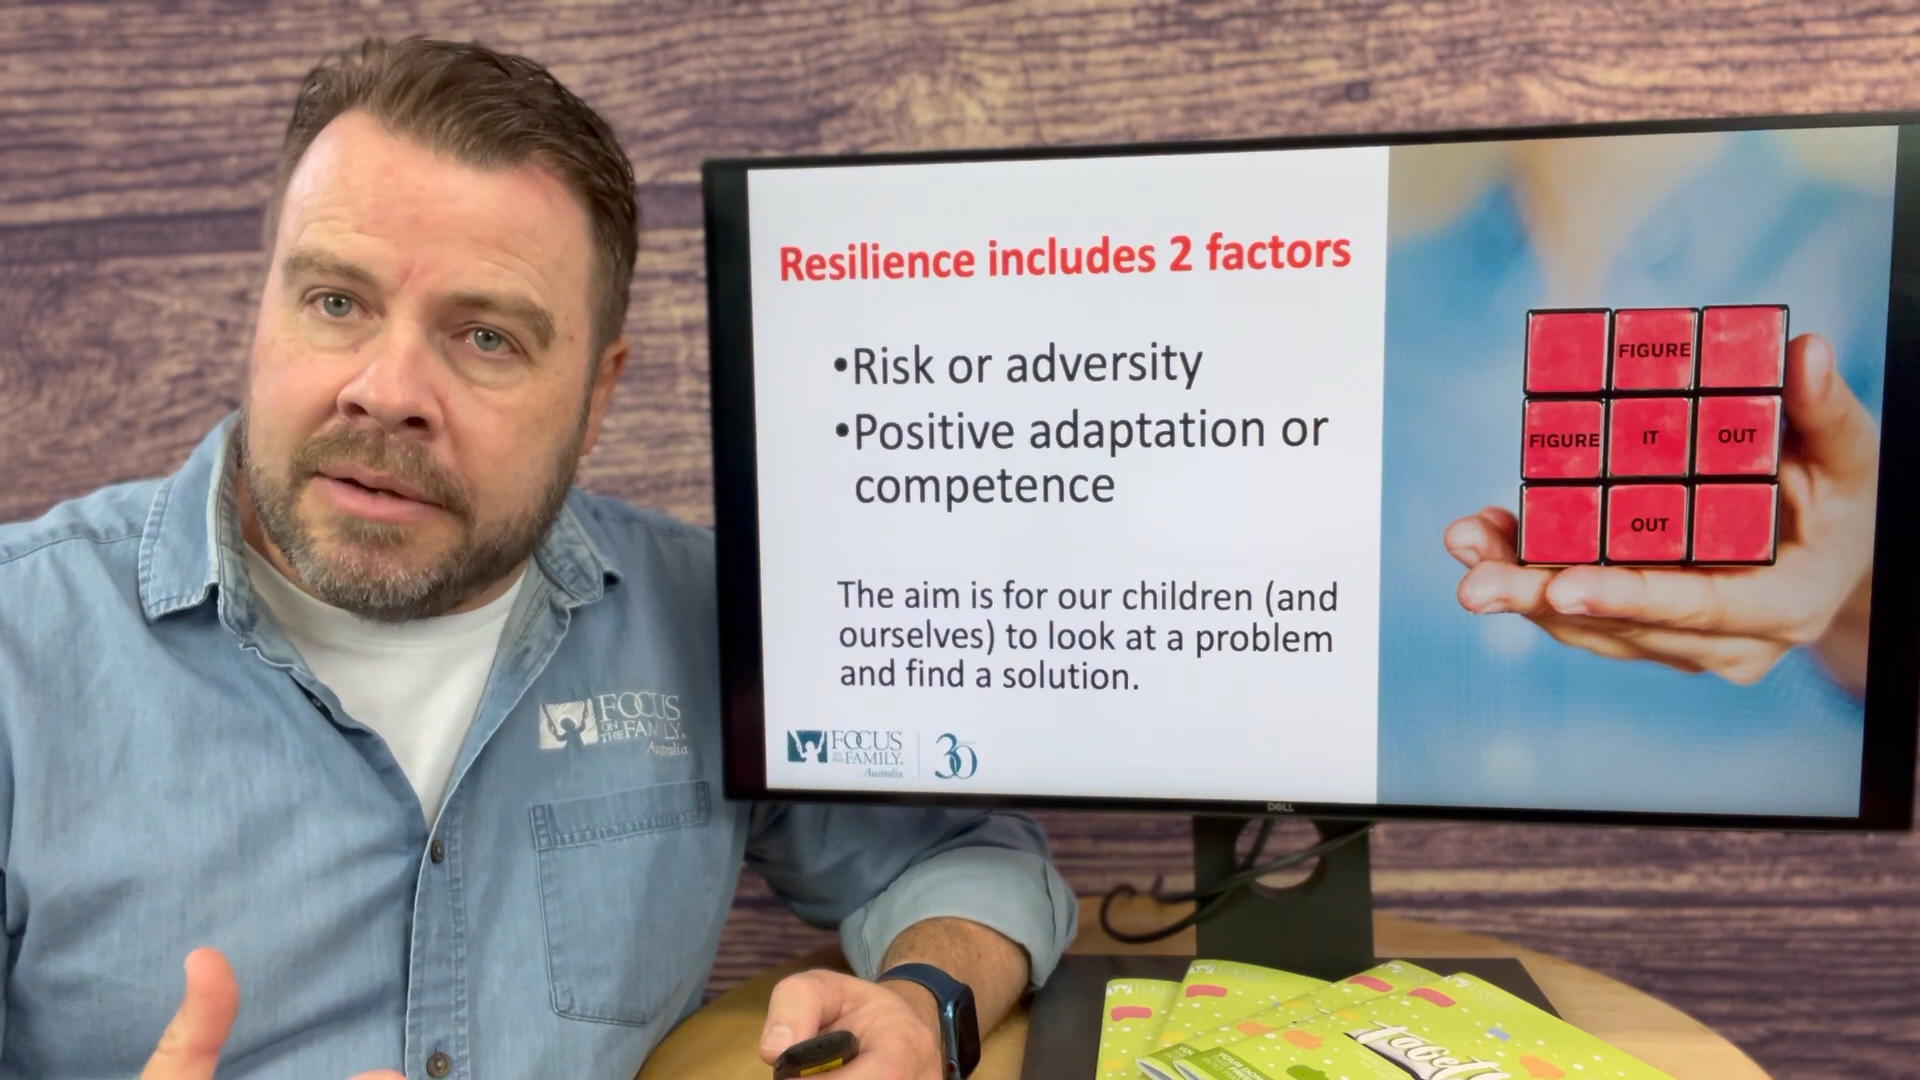 Resilience includes 2 factors
•Risk or adversity
•Positive adaptation or
competence
The aim is for our children (and
ourselves) to look at a problem
and find a solution.
FOCUS
ON
THE FAMILY.
Australia
30
FIGURE
FIGURE IT OUT
OUT
FOCUS
ON
THE FAMILY.
Australia
DELL
YOUR DON